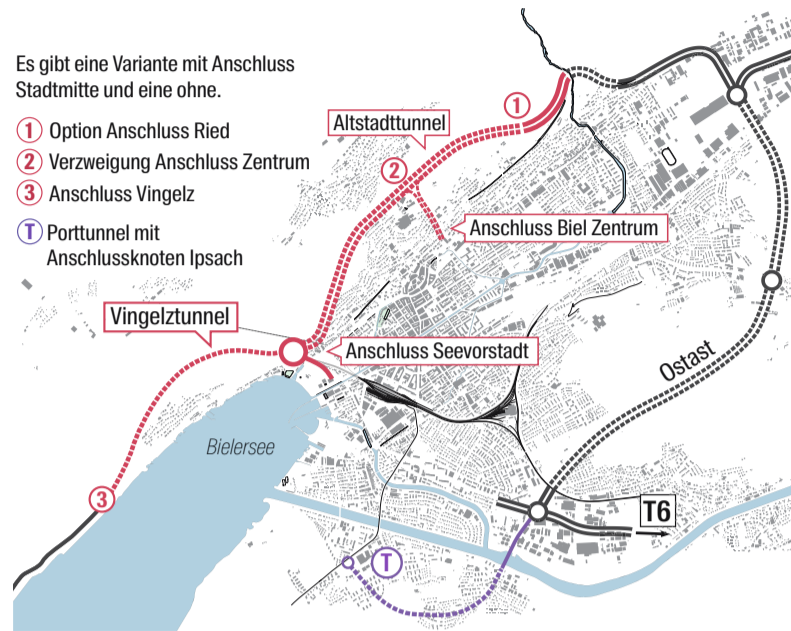 Es gibt eine Variante mit Anschluss
Stadtmitte und eine ohne.
1 Option Anschluss Ried
2 Verzweigung Anschluss Zentrum
3 Anschluss Vingelz
T Porttunnel mit
Anschlussknoten Ipsach
1
Altstadttunnel
2
Anschluss Biel Zentrum
Vingelztunnel
Anschluss Seevorstadt
Ostast
Bielersee
3
T6
T